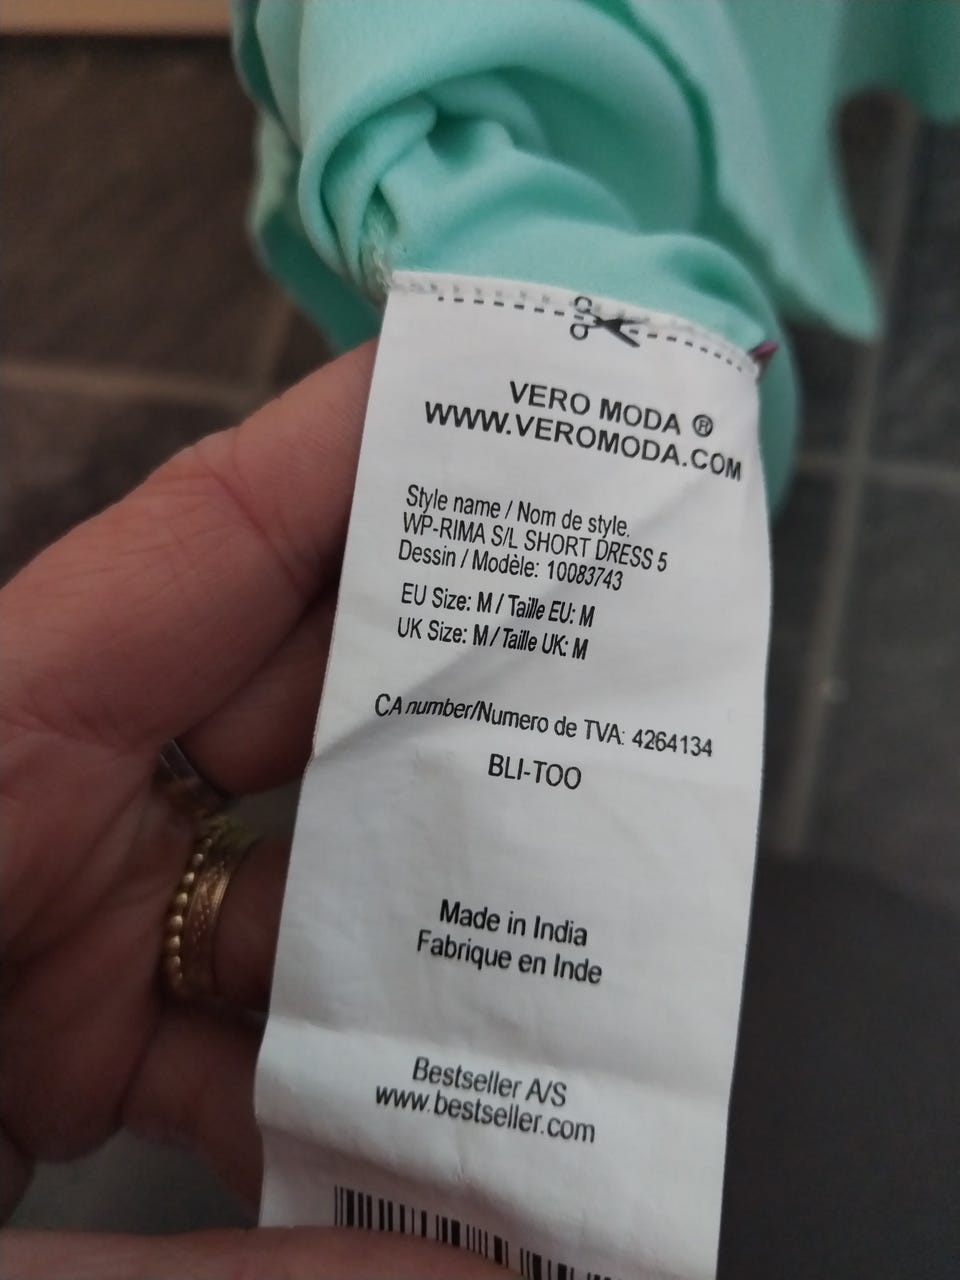 VERO MODA ®
WWW.VEROMODA.COM
Style name / Nom de style.
WP-RIMA S/L SHORT DRESS 5
Dessin / Modèle: 10083743
EU Size: M / Taille EU: M
UK Size: M / Taille UK: M
CA number/Numero de TVA: 4264134
BLI-TOO
Made in India
Fabrique en Inde
Bestseller A/S
www.bestseller.com